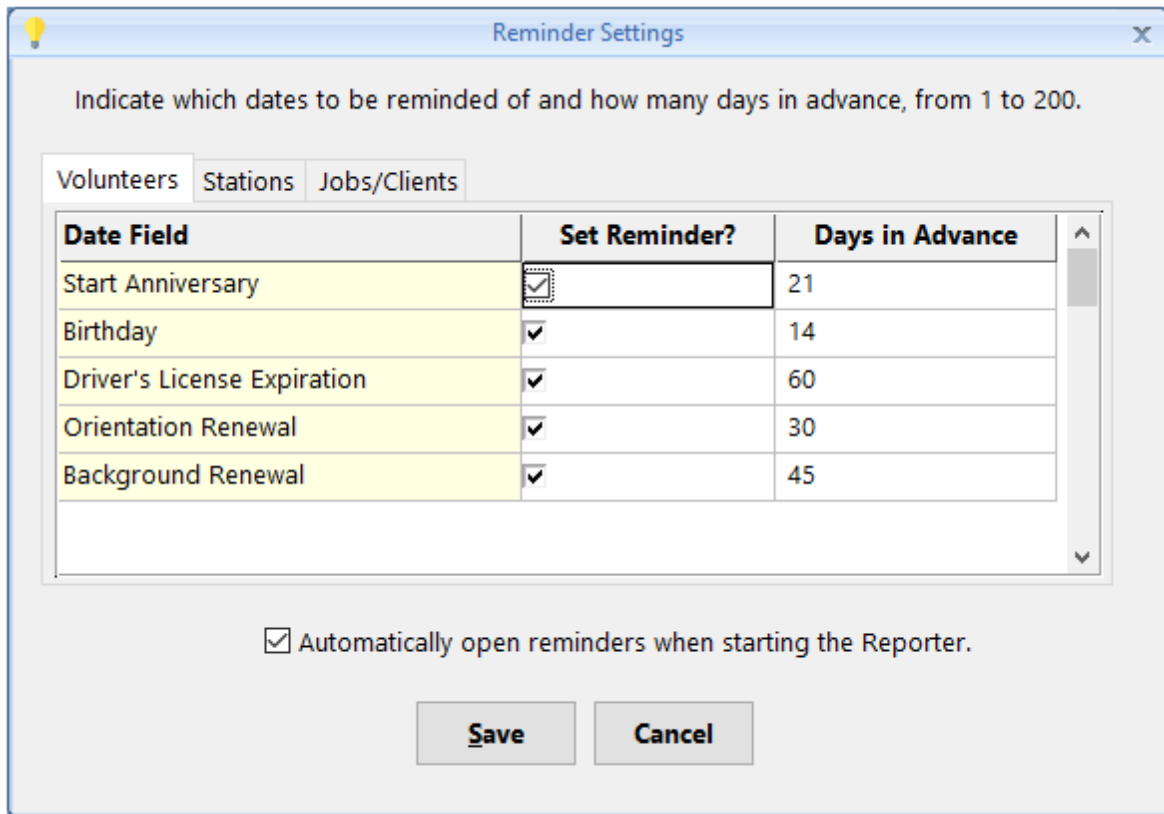 Reminder Settings
Indicate which dates to be reminded of and how many days in advance, from 1 to 200.
Volunteers Stations Jobs/Clients
Date Field Set Reminder? Days in Advance
Start Anniversary 21
Birthday 14
Driver's License Expiration 60
Orientation Renewal 30
Background Renewal 45
Automatically open reminders when starting the Reporter.
Save Cancel